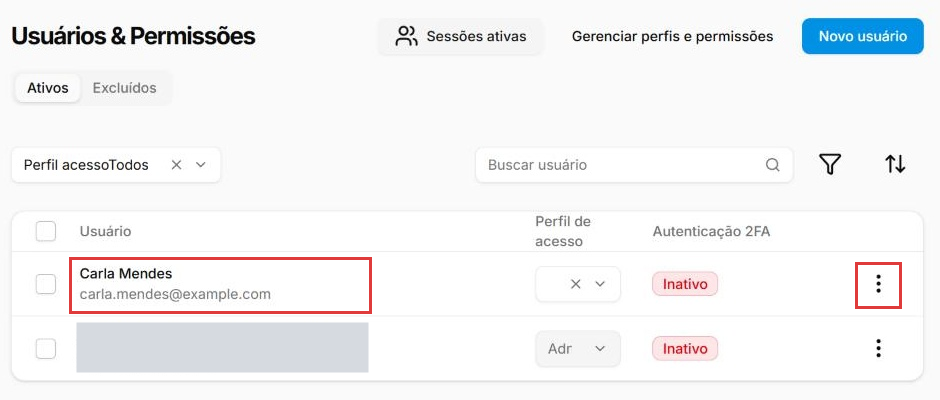 Usuários & Permissões
Sessões ativas
Gerenciar perfis e permissões
Novo usuário
Ativos
Excluídos
Perfil acessoTodos
Buscar usuário
Usuário
Perfil de
acesso
Autenticação 2FA
Carla Mendes
carla.mendes@example.com
Inativo
Adr
Inativo